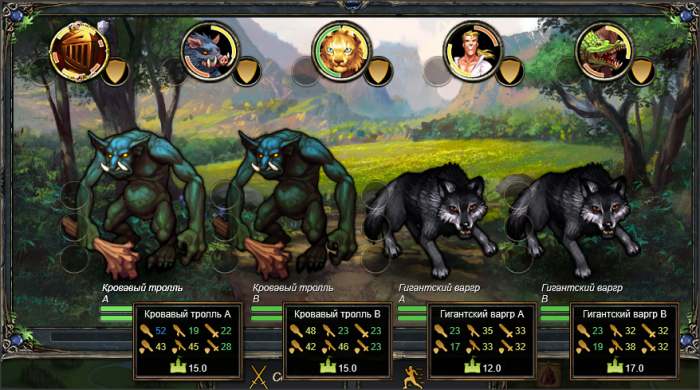 Кровавый тролль
A
Кровавый тролль
B
Гигантский варгр
A
Гигантский варгр
B
Кровавый тролль A
52 19 22
43 45 28
15.0
Кровавый тролль B
48 23 23
42 46 23
15.0
Гигантский варгр A
23 35 33
17 33 32
12.0
Гигантский варгр B
23 32 32
19 38 32
17.0